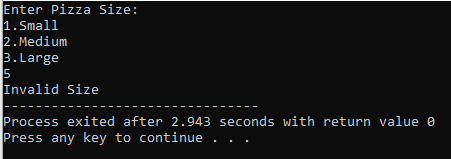 Enter Pizza Size:
1.Small
2.Medium
3.Large
5
Invalid Size
--------------------------------
Process exited after 2.943 seconds with return value 0
Press any key to continue . . .